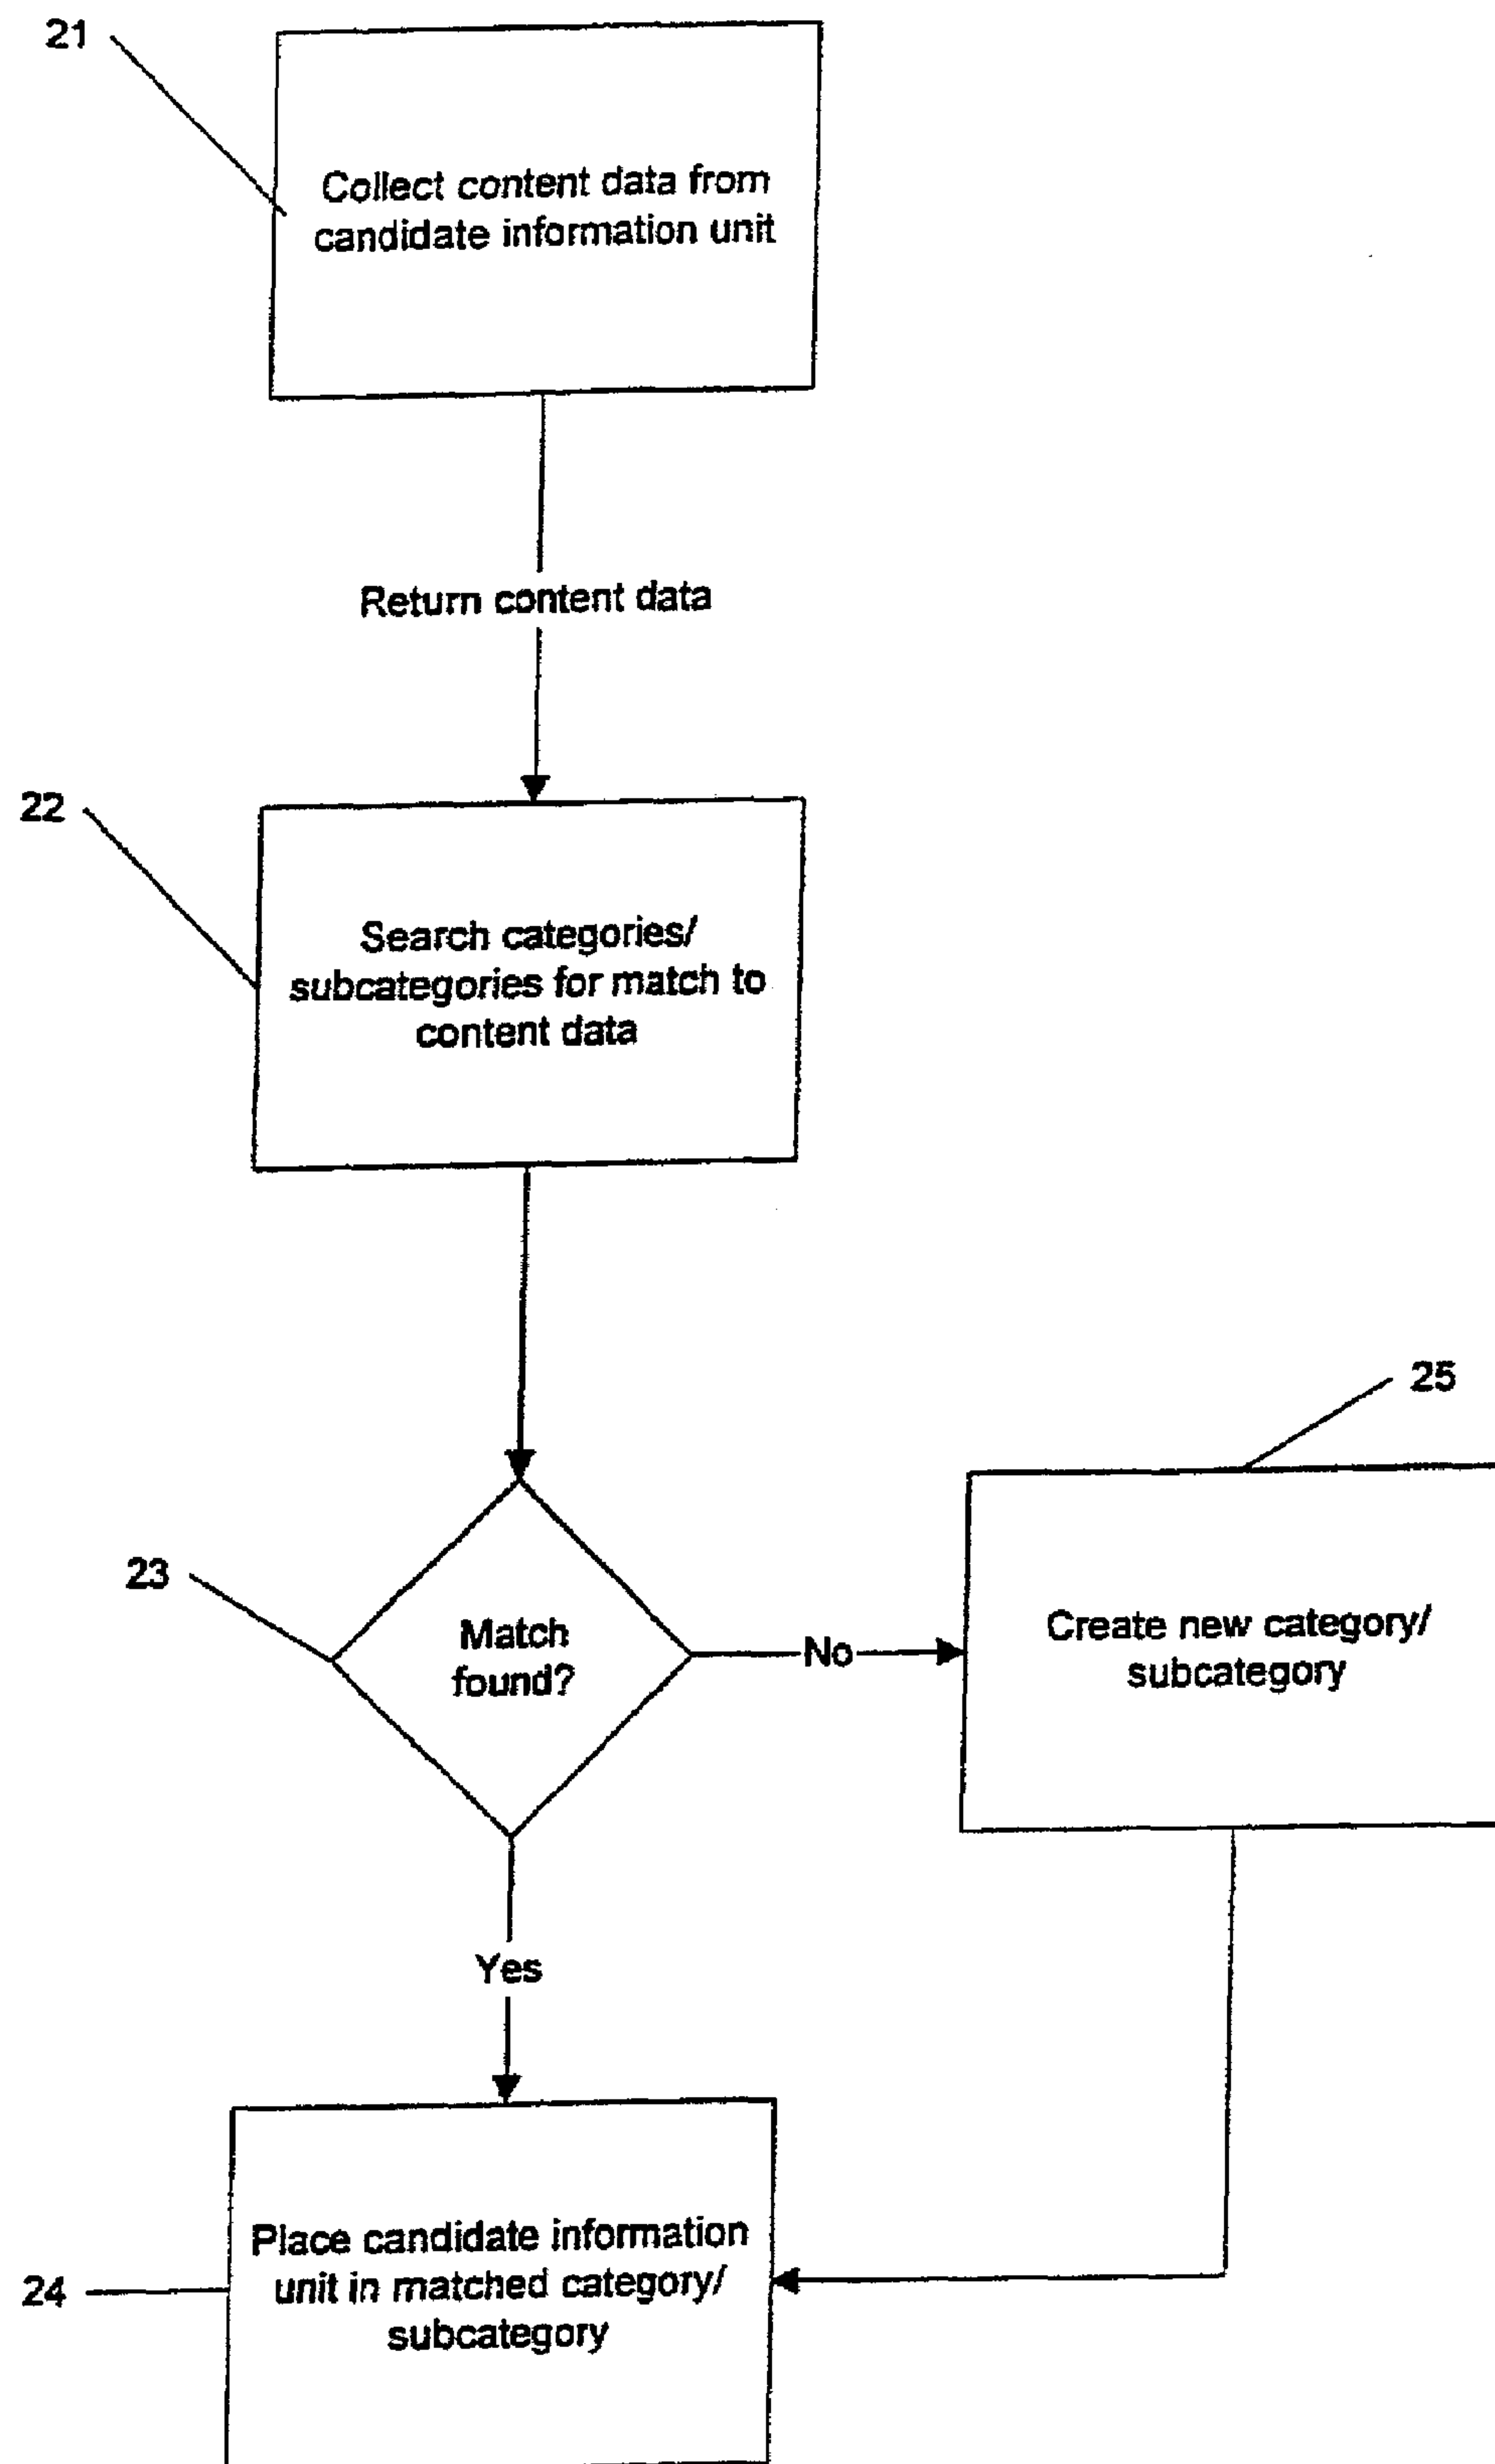 21
Collect content data from
candidate information unit
Return content data
22
Search categories/
subcategories for match to
content data
25
23
Match
found?
No
Create new category/
subcategory
Yes
Place candidate information
unit in matched category/
subcategory
24